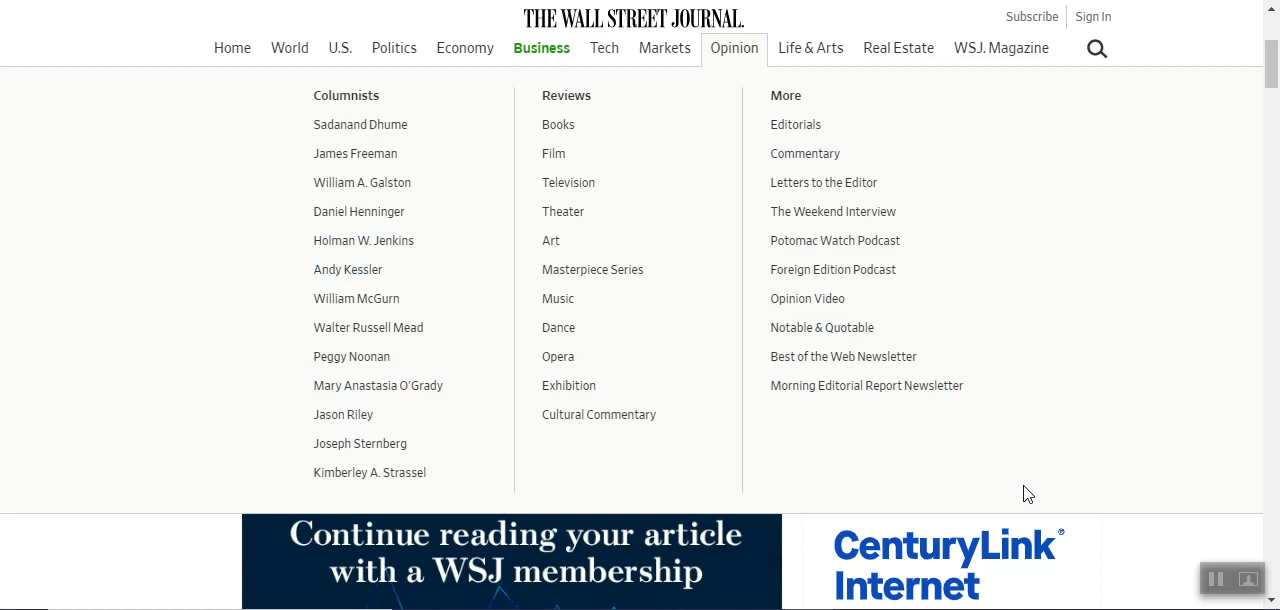 THE WALL STREET JOURNAL.
Subscribe
Sign In
Home World U.S. Politics Economy Business Tech Markets Opinion Life & Arts Real Estate WSJ. Magazine
Columnists
Sadanand Dhume
James Freeman
William A. Galston
Daniel Henninger
Holman W. Jenkins
Andy Kessler
William McGurn
Walter Russell Mead
Peggy Noonan
Mary Anastasia O'Grady
Jason Riley
Joseph Sternberg
Kimberley A. Strassel
Reviews
Books
Film
Television
Theater
Art
Masterpiece Series
Music
Dance
Opera
Exhibition
Cultural Commentary
More
Editorials
Commentary
Letters to the Editor
The Weekend Interview
Potomac Watch Podcast
Foreign Edition Podcast
Opinion Video
Notable & Quotable
Best of the Web Newsletter
Morning Editorial Report Newsletter
Continue reading your article
with a WSJ membership
CenturyLink®
Internet